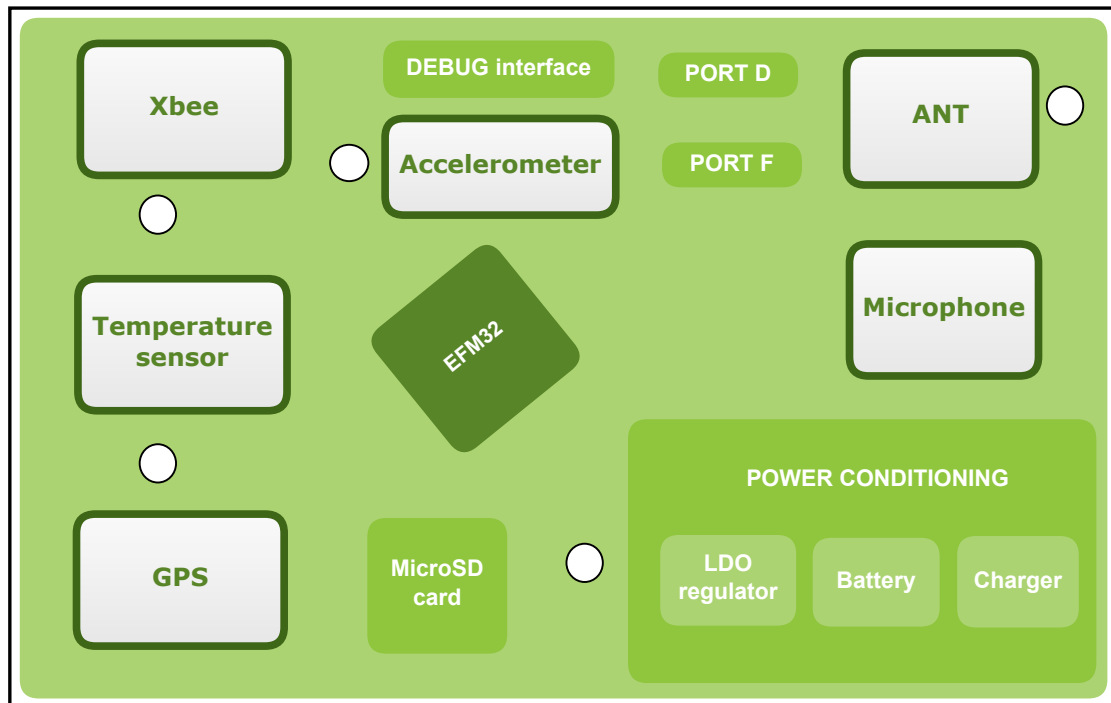 DEBUG interface
PORT D
Xbee
ANT
Accelerometer
PORT F
Temperature
sensor
EFM32
Microphone
POWER CONDITIONING
GPS
MicroSD
card
LDO
regulator
Battery
Charger